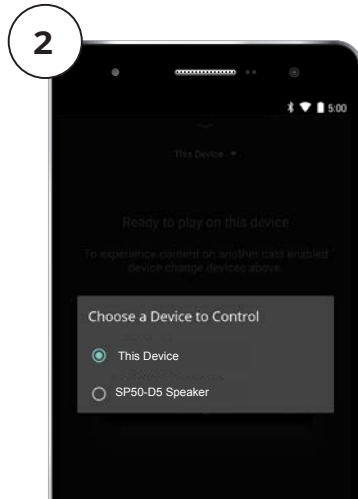 2
5:00
This Device
Ready to play on this device
To experience content on another cast enabled
device change devices above.
Choose a Device to Control
This Device
SP50-D5 Speaker